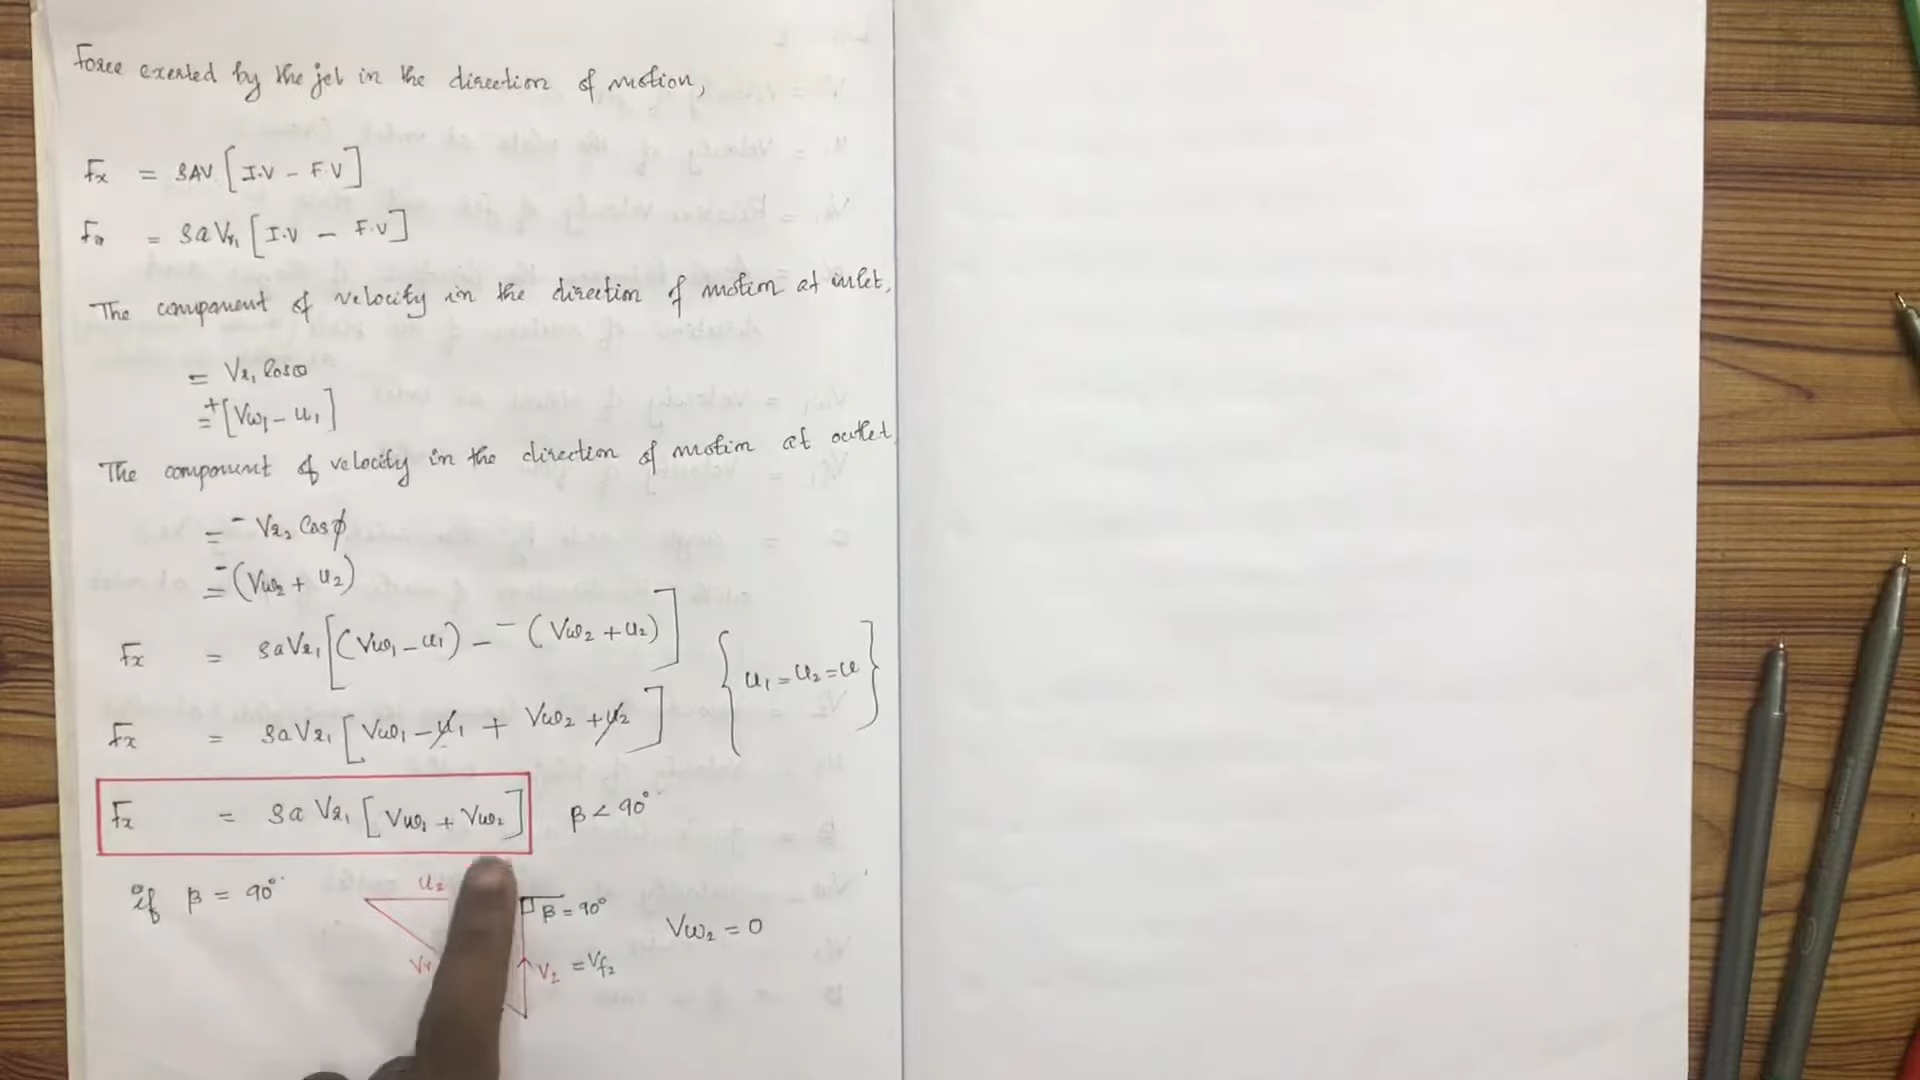 Force exerted by the jet in the direction of motion,
Fx = ρAV [I.V - F.V]
Fx = ρaVr1 [I.V - F.V]
The component of velocity in the direction of motion at inlet,
= Vr1 Cosθ
= +[Vw1 - u1]
The component of velocity in the direction of motion at outlet,
= - Vr2 Cosϕ
= -(Vw2 + u2)
Fx = ρaVr1 [(Vw1 - u1) - -(Vw2 + u2)] {u1 = u2 = u}
Fx = ρaVr1 [Vw1 - u1 + Vw2 + u2]
Fx = ρaVr1 [Vw1 + Vw2] β < 90°
if β = 90°
u2
β = 90°
Vw2 = 0
V2 = Vf2